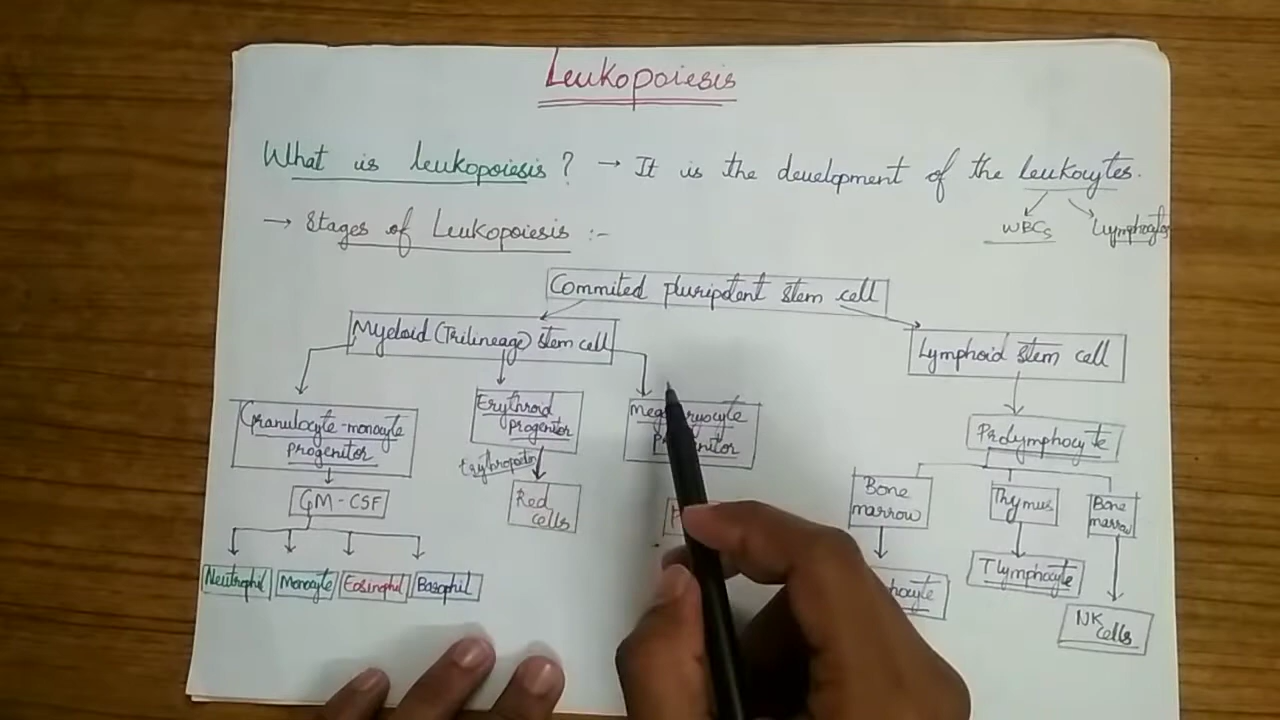 Leukopoiesis
What is leukopoiesis? → It is the development of the leukocytes.
WBCs Lymphocytes
→ Stages of Leukopoiesis :-
Commited pluripotent stem cell
Myeloid (Trilineage) stem cell
Lymphoid stem cell
Granulocyte-monocyte
progenitor
Erythroid
progenitor
Prolymphocyte
Erythropoitin
GM-CSF
Red
cells
Bone
marrow
Thymus
Bone
marrow
Neutrophil Monocyte Eosinophil Basophil
T lymphocyte
NK
cells